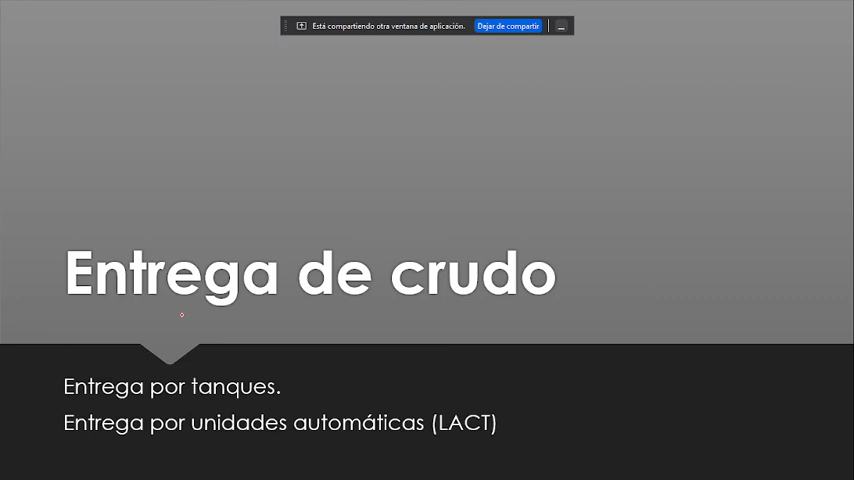 Está compartiendo otra ventana de aplicación. Dejar de compartir
Entrega de crudo
Entrega por tanques.
Entrega por unidades automáticas (LACT)